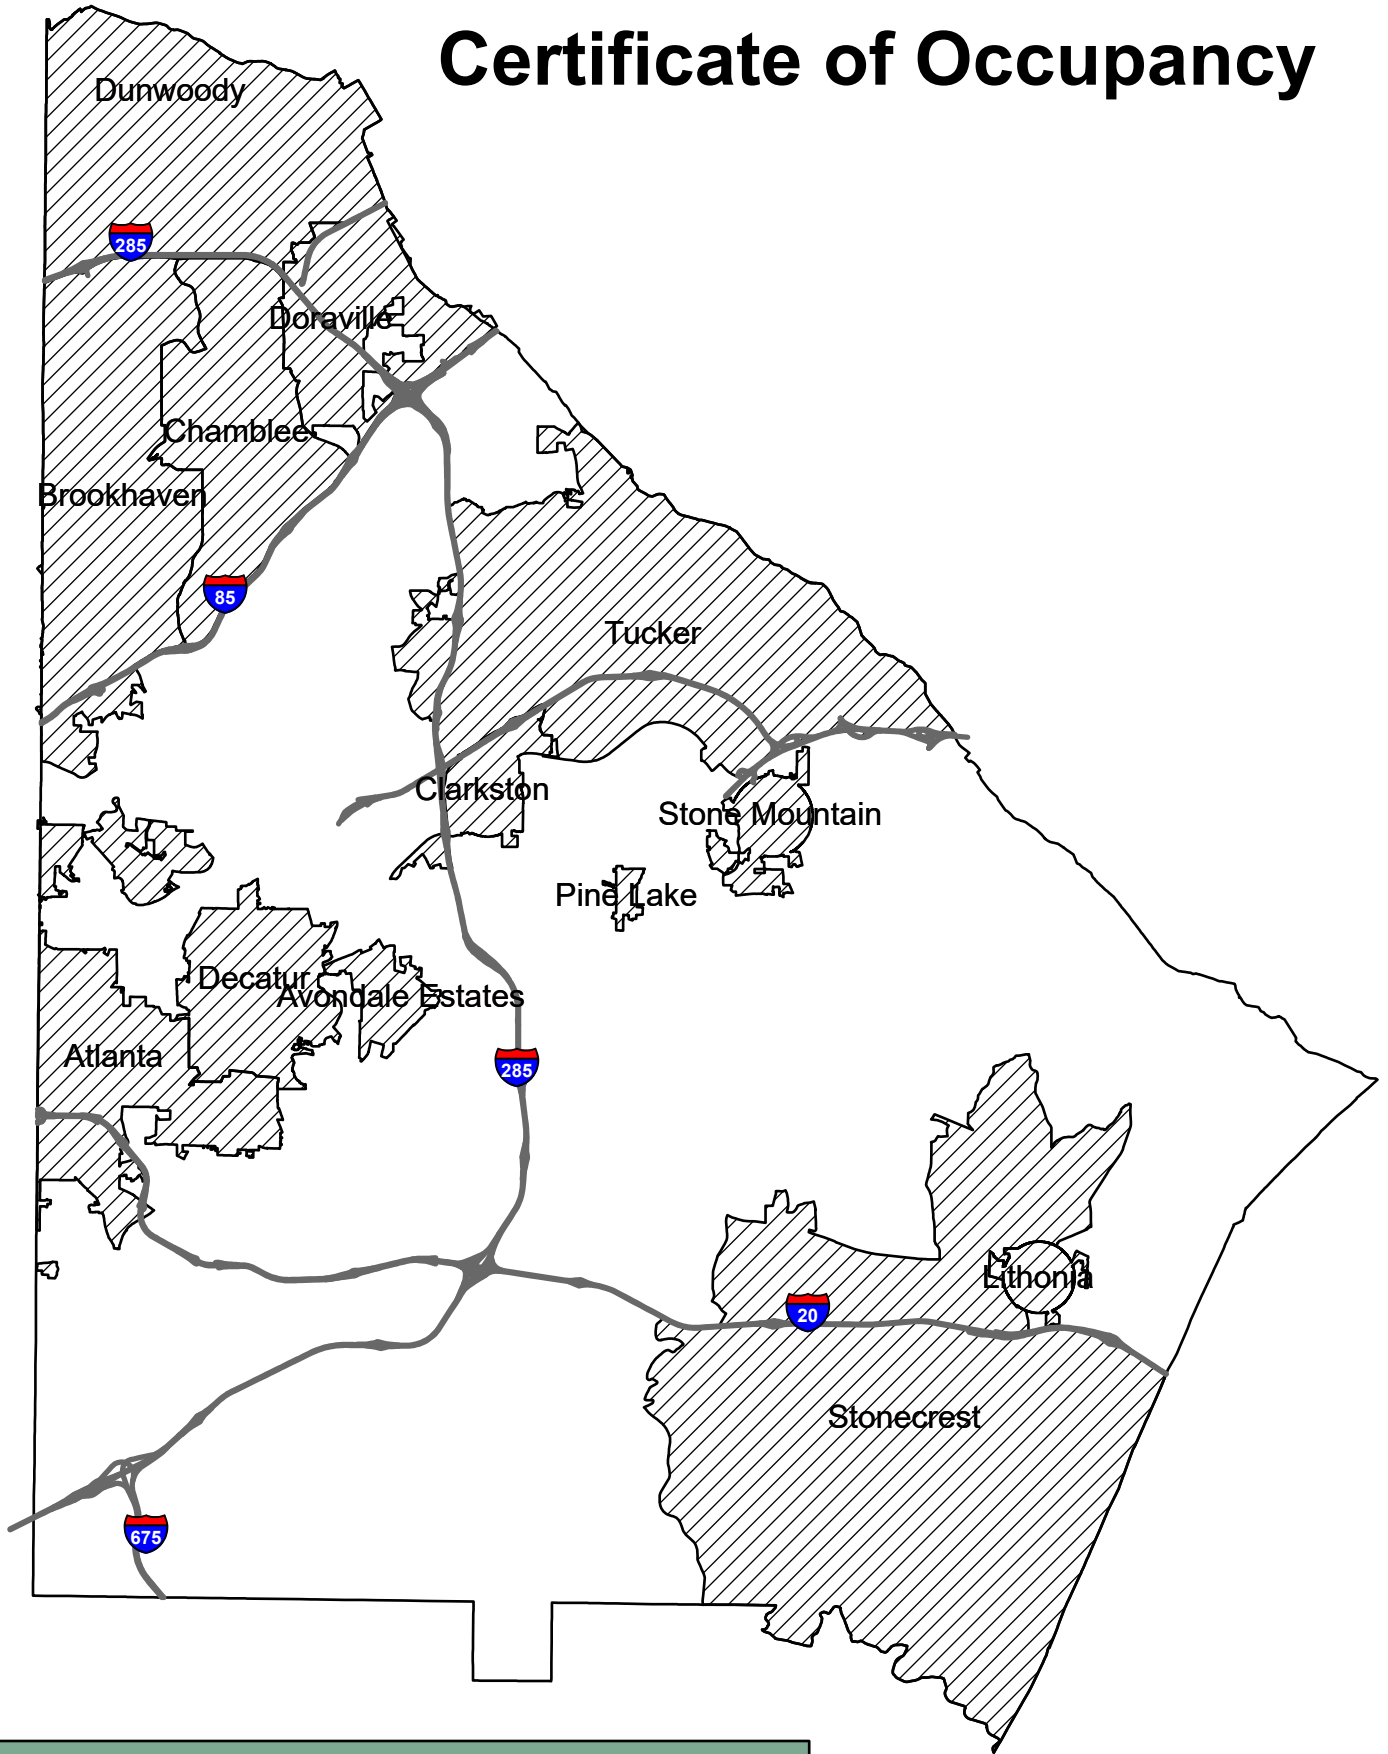 Certificate of Occupancy
Dunwoody
285
Doraville
Chamblee
Brookhaven
85
Tucker
Clarkston
Stone Mountain
Pine Lake
Decatur
Avondale Estates
Atlanta
285
Lithonia
20
Stonecrest
675